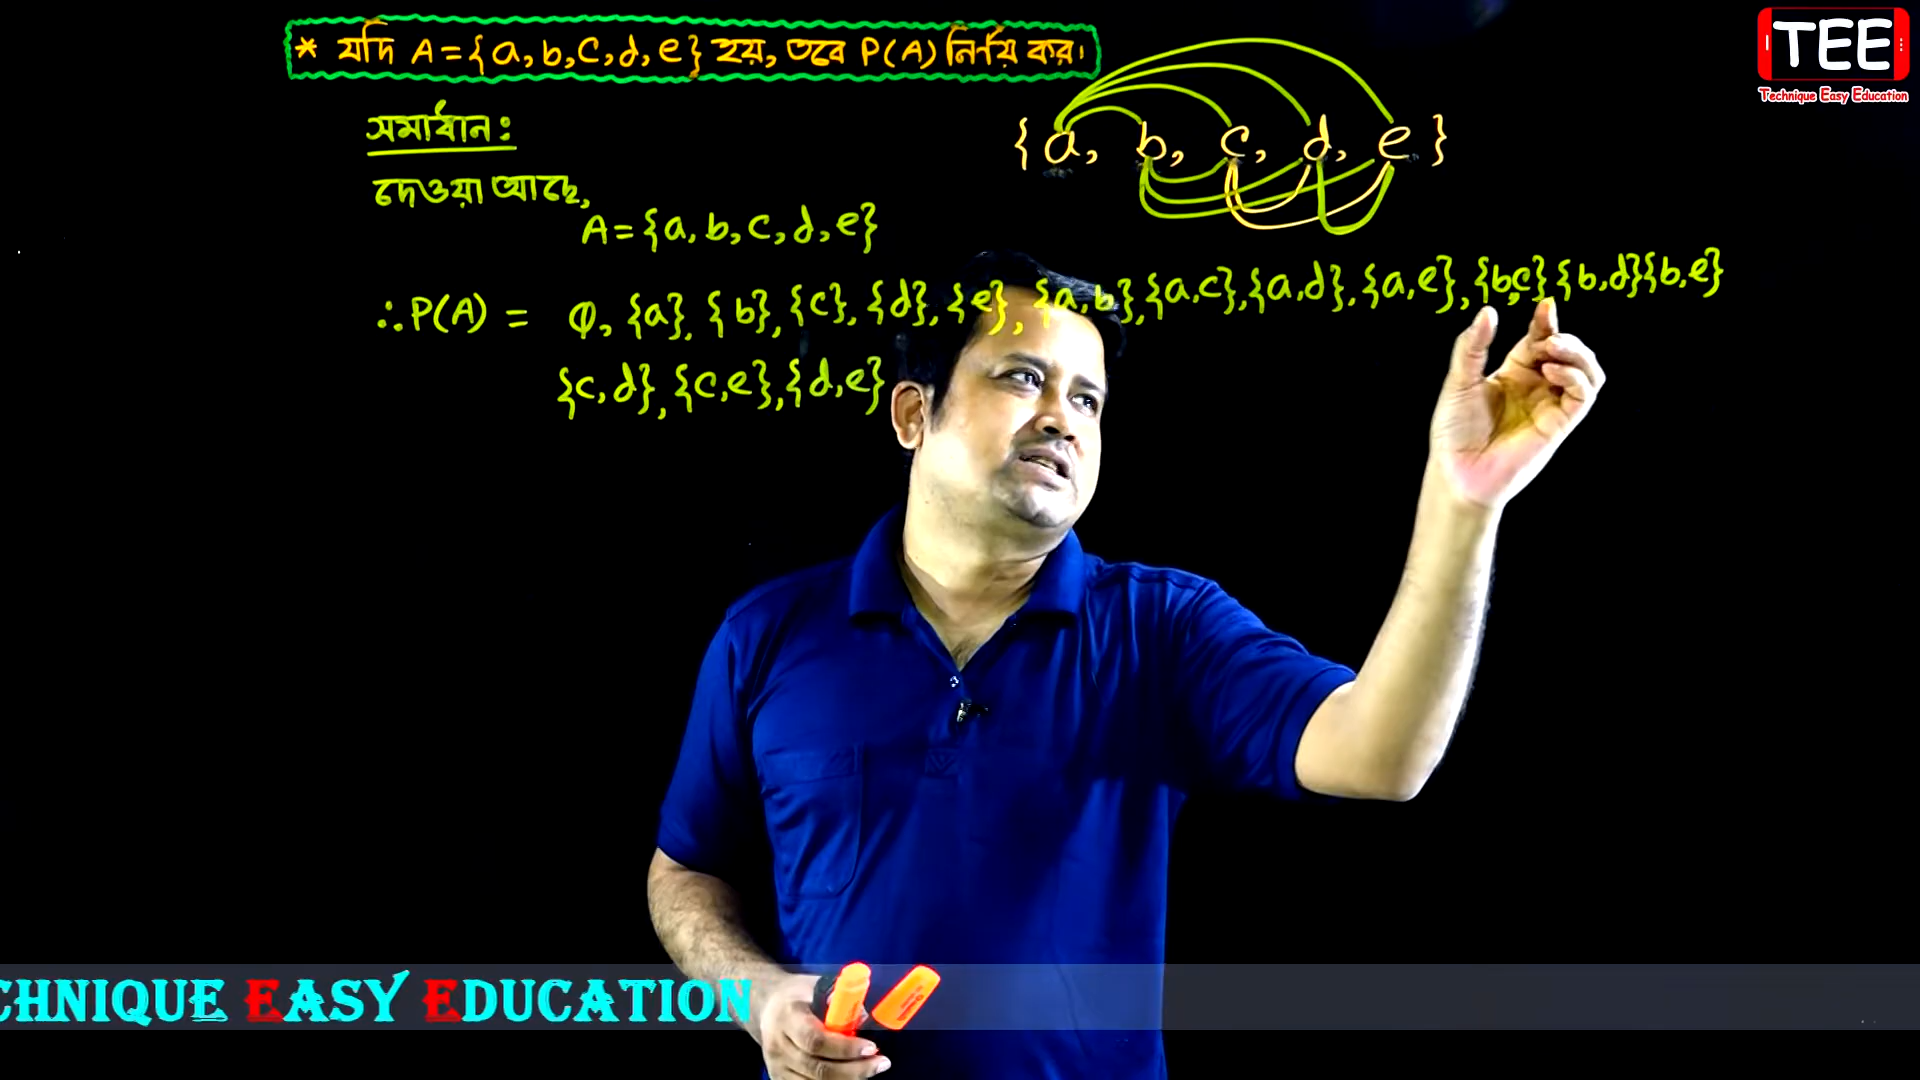 * যদি A={a,b,c,d,e} হয়, তবে P(A) নির্ণয় কর।
TEE
Technique Easy Education
সমাধান:
{a, b, c, d, e}
দেওয়া আছে,
A={a,b,c,d,e}
∴P(A) = φ, {a}, {b}, {c}, {d}, {e}, {a,b}, {a,c}, {a,d}, {a,e}, {b,c}, {b,d} {b,e}
{c,d}, {c,e}, {d,e}
CHNIQUE EASY EDUCATION